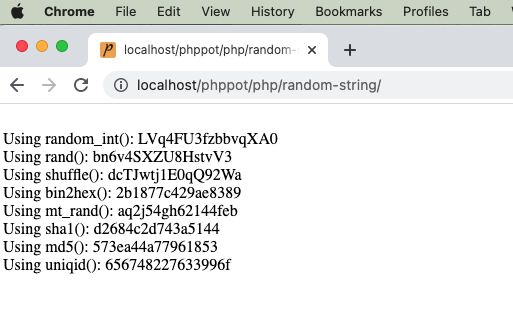 Chrome File Edit View History Bookmarks Profiles Tab
localhost/phppot/php/random-
localhost/phppot/php/random-string/
Using random_int(): LVq4FU3fzbbvqXA0
Using rand(): bn6v4SXZU8HstvV3
Using shuffle(): dcTJwtj1E0qQ92Wa
Using bin2hex(): 2b1877c429ae8389
Using mt_rand(): aq2j54gh62144feb
Using sha1(): d2684c2d743a5144
Using md5(): 573ea44a77961853
Using uniqid(): 656748227633996f